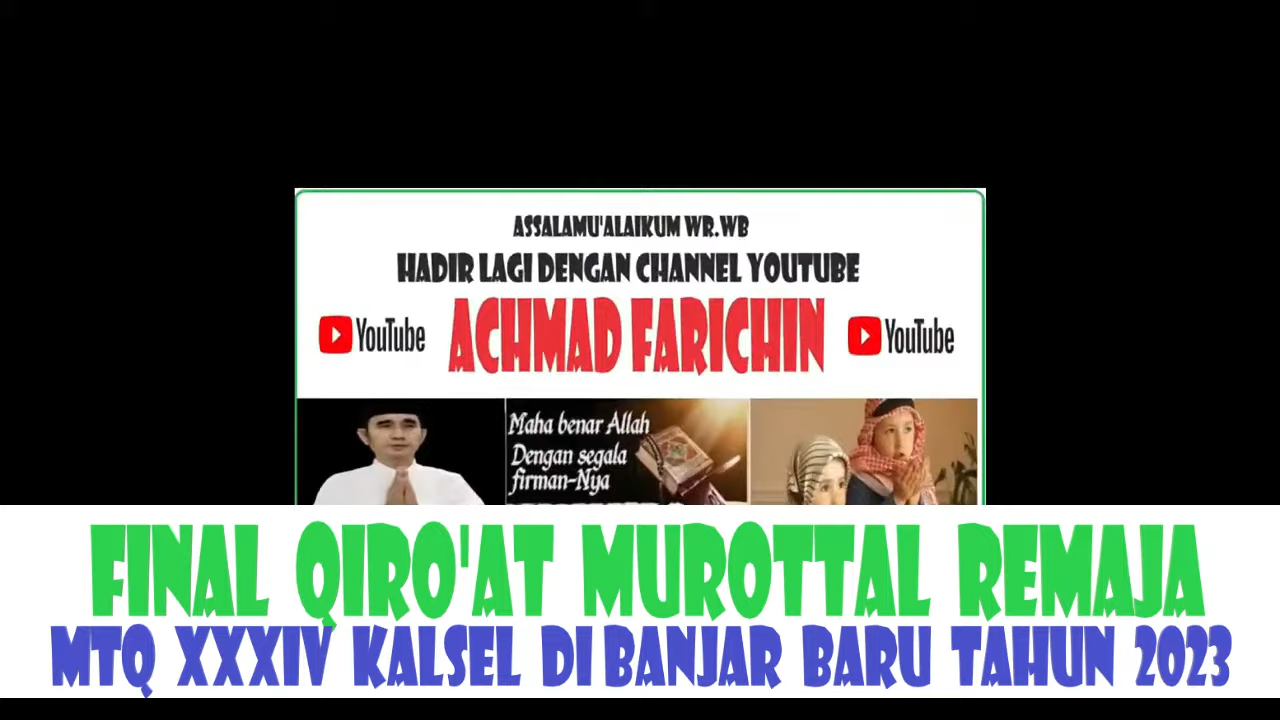 ASSALAMU'ALAIKUM WR.WB
HADIR LAGI DENGAN CHANNEL YOUTUBE
YouTube ACHMAD FARICHIN YouTube
Maha benar Allah
Dengan segala
firman-Nya
FINAL QIRO'AT MUROTTAL REMAJA
MTQ XXXIV KALSEL DI BANJAR BARU TAHUN 2023